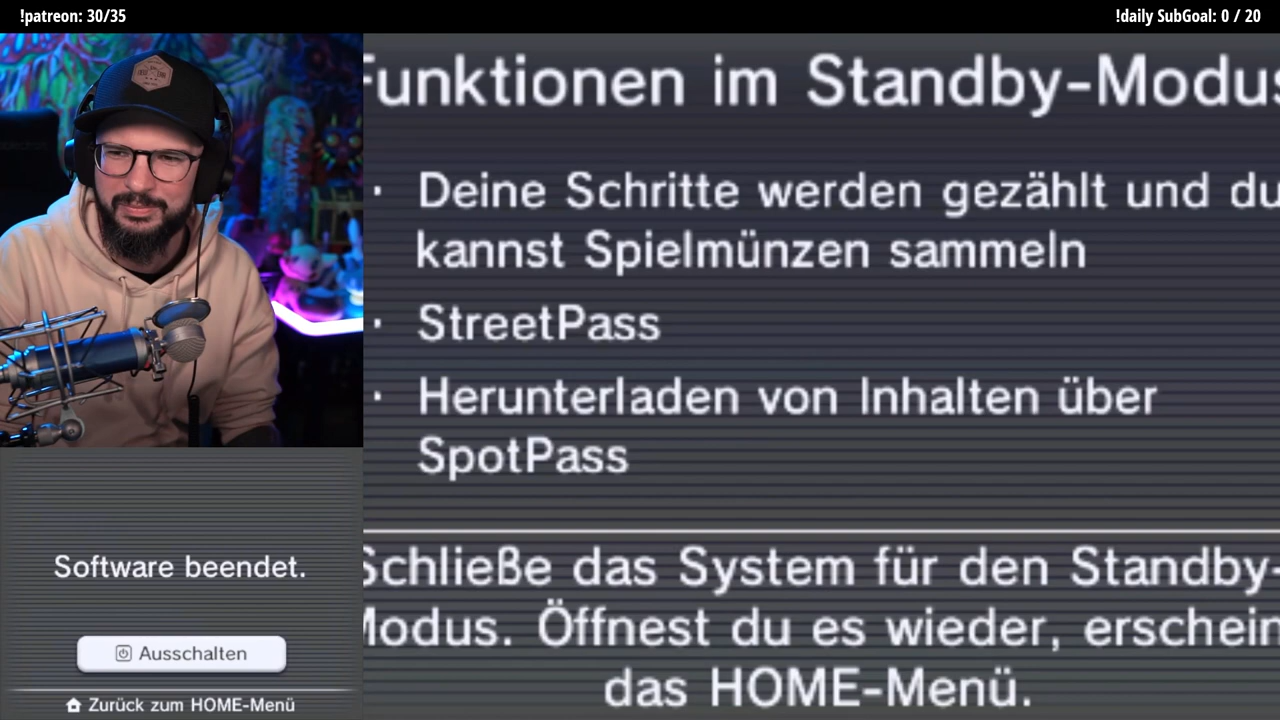 !patreon: 30/35
!daily SubGoal: 0 / 20
Funktionen im Standby-Modus
· Deine Schritte werden gezählt und du
kannst Spielmünzen sammeln
· StreetPass
· Herunterladen von Inhalten über
SpotPass
Schließe das System für den Standby-
Modus. Öffnest du es wieder, erschein
das HOME-Menü.
Software beendet.
Ausschalten
Zurück zum HOME-Menü